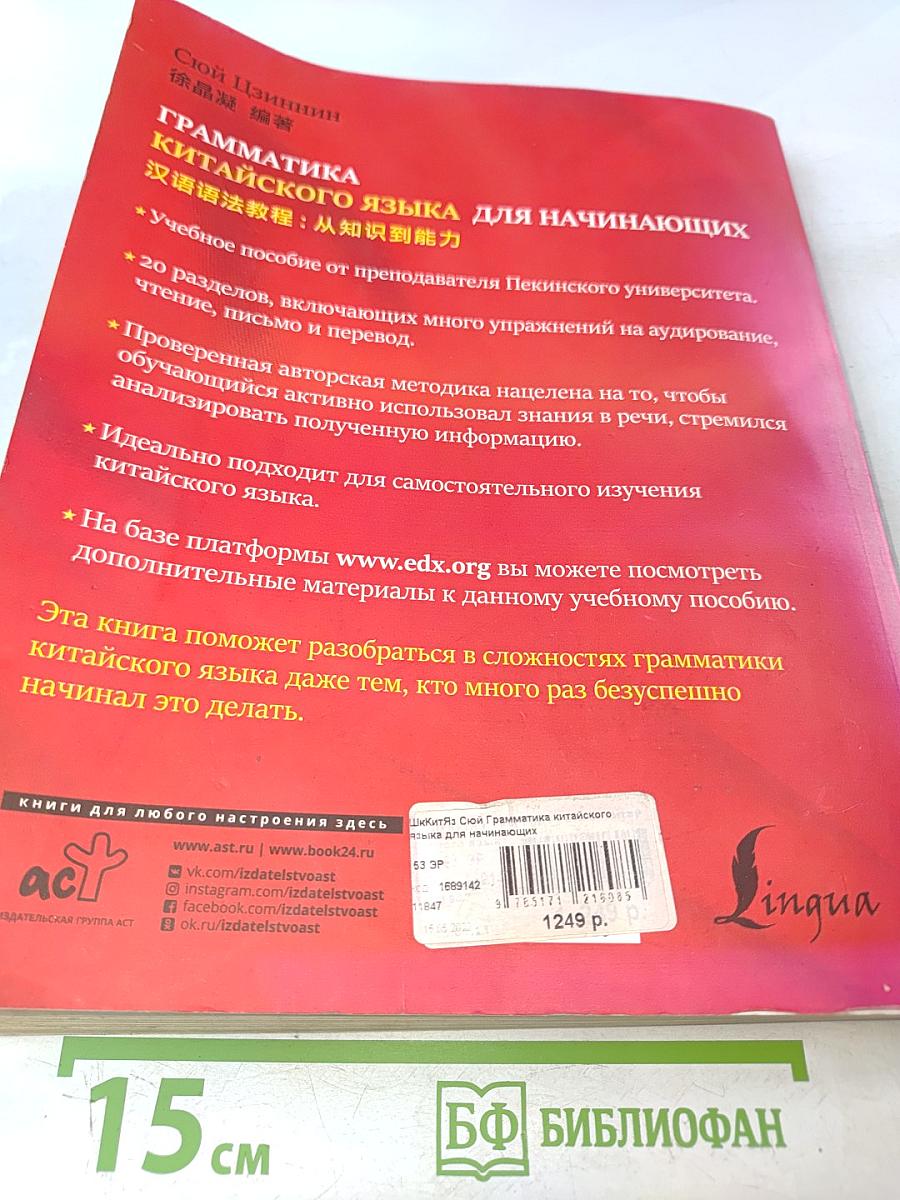 Сюй Цзиннин
徐晶凝 编著
ГРАММАТИКА
КИТАЙСКОГО ЯЗЫКА ДЛЯ НАЧИНАЮЩИХ
汉语语法教程：从知识到能力
* Учебное пособие от преподавателя Пекинского университета.
* 20 разделов, включающих много упражнений на аудирование,
чтение, письмо и перевод.
* Проверенная авторская методика нацелена на то, чтобы
обучающийся активно использовал знания в речи, стремился
анализировать полученную информацию.
* Идеально подходит для самостоятельного изучения
китайского языка.
* На базе платформы www.edx.org вы можете посмотреть
дополнительные материалы к данному учебному пособию.
Эта книга поможет разобраться в сложностях грамматики
китайского языка даже тем, кто много раз безуспешно
начинал это делать.
КНИГИ ДЛЯ ЛЮБОГО НАСТРОЕНИЯ ЗДЕСЬ
аст
ИЗДАТЕЛЬСКАЯ ГРУППА АСТ
www.ast.ru | www.book24.ru
vk.com/izdatelstvoast
instagram.com/izdatelstvoast
facebook.com/izdatelstvoast
ok.ru/izdatelstvoast
ШкКитЯз Сюй Грамматика китайского
языка для начинающих
53 ЭР
1689142
11847
1249 р.
Lingua
15 см
БФ БИБЛИОФАН